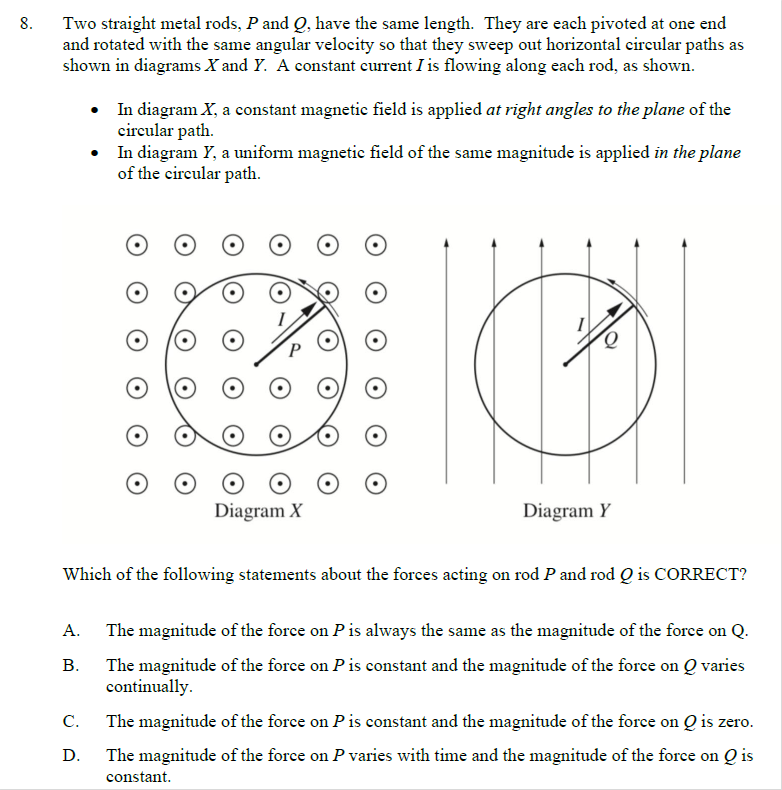 8. Two straight metal rods, P and Q, have the same length. They are each pivoted at one end
and rotated with the same angular velocity so that they sweep out horizontal circular paths as
shown in diagrams X and Y. A constant current I is flowing along each rod, as shown.
• In diagram X, a constant magnetic field is applied at right angles to the plane of the
circular path.
• In diagram Y, a uniform magnetic field of the same magnitude is applied in the plane
of the circular path.
I
P
I
Q
Diagram X
Diagram Y
Which of the following statements about the forces acting on rod P and rod Q is CORRECT?
A. The magnitude of the force on P is always the same as the magnitude of the force on Q.
B. The magnitude of the force on P is constant and the magnitude of the force on Q varies
continually.
C. The magnitude of the force on P is constant and the magnitude of the force on Q is zero.
D. The magnitude of the force on P varies with time and the magnitude of the force on Q is
constant.